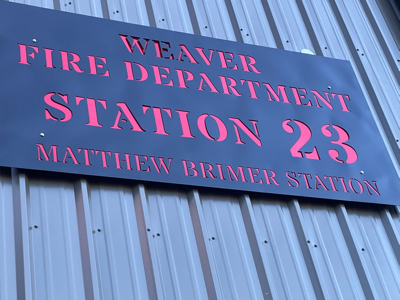 WEAVER
FIRE DEPARTMENT
STATION 23
MATTHEW BRIMER STATION